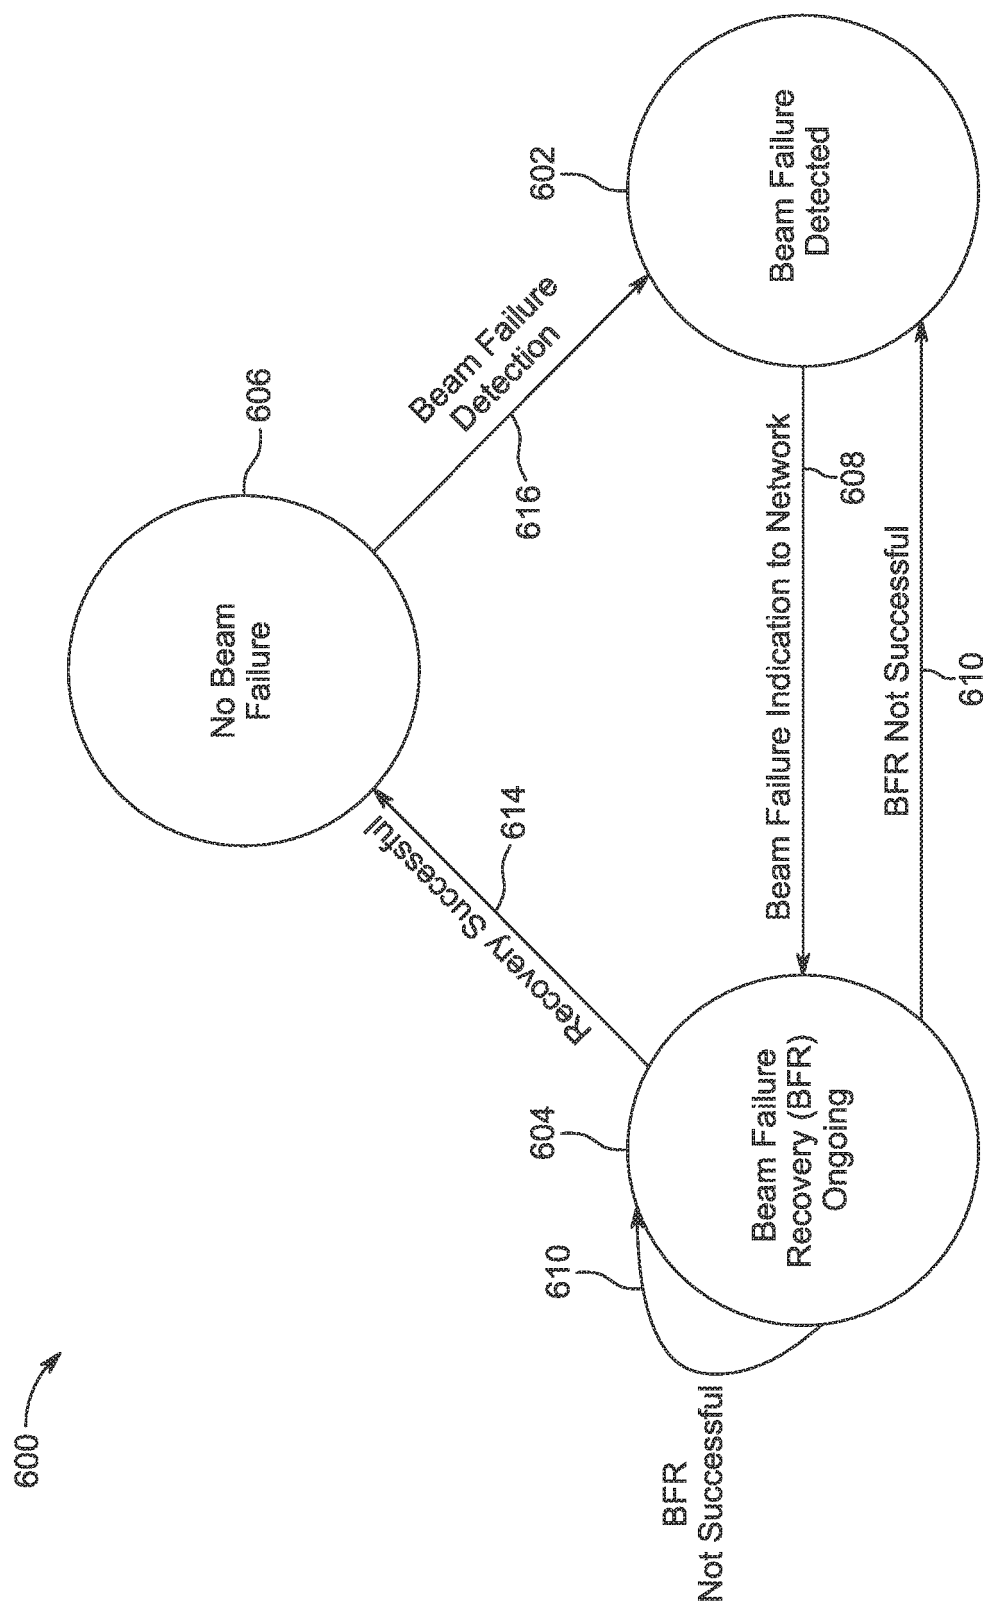 600
606
No Beam
Failure
Recovery Successful
614
Beam Failure
Detection
616
604
602
610
BFR
Not Successful
Beam Failure
Recovery (BFR)
Ongoing
Beam Failure Indication to Network
608
Beam Failure
Detected
BFR Not Successful
610